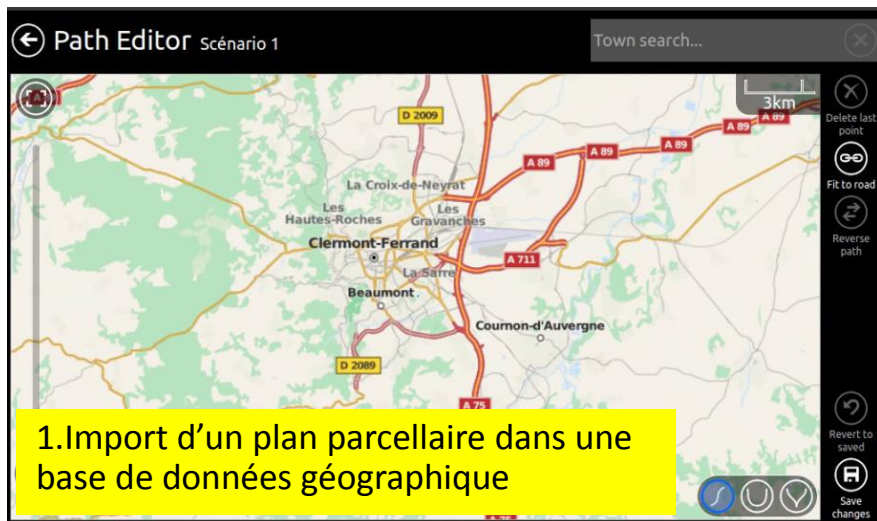 Path Editor Scénario 1
Town search...
3km
D 2009
A 89
A 89
A 89
A 89
A 89
La Croix-de-Neyrat
Les
Hautes-Roches
Les
Gravanches
Clermont-Ferrand
A 711
La Sarre
Beaumont
Cournon-d'Auvergne
D 2089
A 75
Delete last
point
Fit to road
Reverse
path
1.Import d’un plan parcellaire dans une
base de données géographique
Revert to
saved
Save
changes